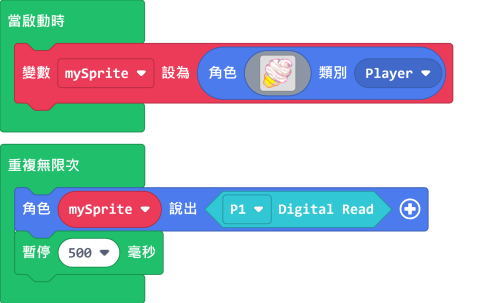 當啟動時
變數 mySprite 設為 角色 類別 Player
重複無限次
角色 mySprite 說出 P1 Digital Read
暫停 500 毫秒